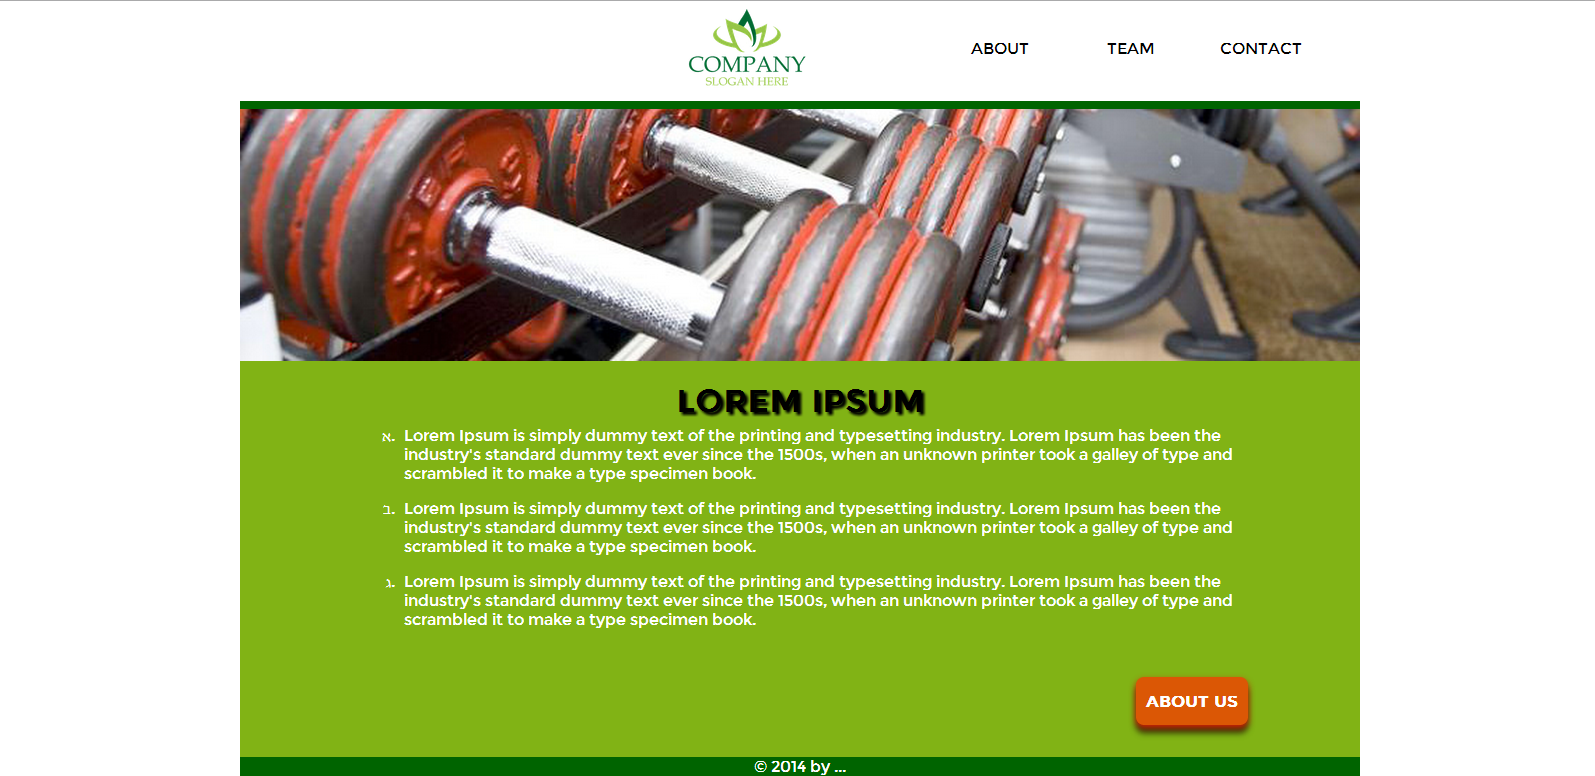 COMPANY
SLOGAN HERE
ABOUT TEAM CONTACT
LOREM IPSUM
א. Lorem Ipsum is simply dummy text of the printing and typesetting industry. Lorem Ipsum has been the
industry's standard dummy text ever since the 1500s, when an unknown printer took a galley of type and
scrambled it to make a type specimen book.
ב. Lorem Ipsum is simply dummy text of the printing and typesetting industry. Lorem Ipsum has been the
industry's standard dummy text ever since the 1500s, when an unknown printer took a galley of type and
scrambled it to make a type specimen book.
ג. Lorem Ipsum is simply dummy text of the printing and typesetting industry. Lorem Ipsum has been the
industry's standard dummy text ever since the 1500s, when an unknown printer took a galley of type and
scrambled it to make a type specimen book.
ABOUT US
© 2014 by ...